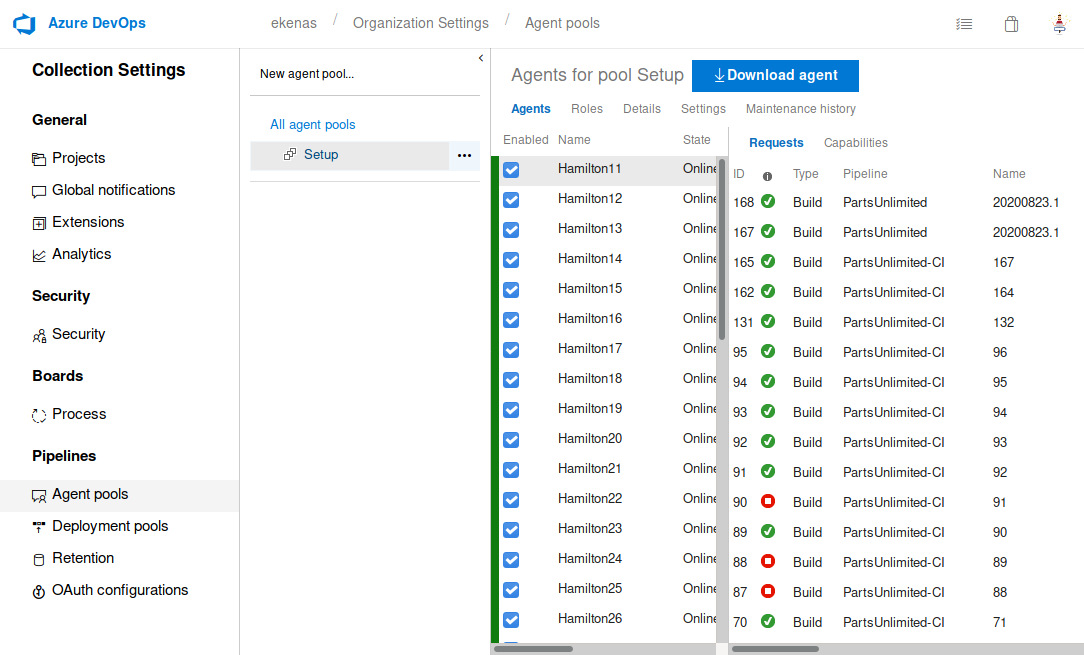 Azure DevOps
ekenas / Organization Settings / Agent pools
Collection Settings
General
Projects
Global notifications
Extensions
Analytics
Security
Security
Boards
Process
Pipelines
Agent pools
Deployment pools
Retention
OAuth configurations
New agent pool...
All agent pools
Setup
Agents for pool Setup
Download agent
Agents Roles Details Settings Maintenance history
Enabled Name State
Hamilton11 Online
Hamilton12 Online
Hamilton13 Online
Hamilton14 Online
Hamilton15 Online
Hamilton16 Online
Hamilton17 Online
Hamilton18 Online
Hamilton19 Online
Hamilton20 Online
Hamilton21 Online
Hamilton22 Online
Hamilton23 Online
Hamilton24 Online
Hamilton25 Online
Hamilton26 Online
Requests Capabilities
ID Type Pipeline Name
168 Build PartsUnlimited 20200823.1
167 Build PartsUnlimited 20200823.1
165 Build PartsUnlimited-CI 167
162 Build PartsUnlimited-CI 164
131 Build PartsUnlimited-CI 132
95 Build PartsUnlimited-CI 96
94 Build PartsUnlimited-CI 95
93 Build PartsUnlimited-CI 94
92 Build PartsUnlimited-CI 93
91 Build PartsUnlimited-CI 92
90 Build PartsUnlimited-CI 91
89 Build PartsUnlimited-CI 90
88 Build PartsUnlimited-CI 89
87 Build PartsUnlimited-CI 88
70 Build PartsUnlimited-CI 71